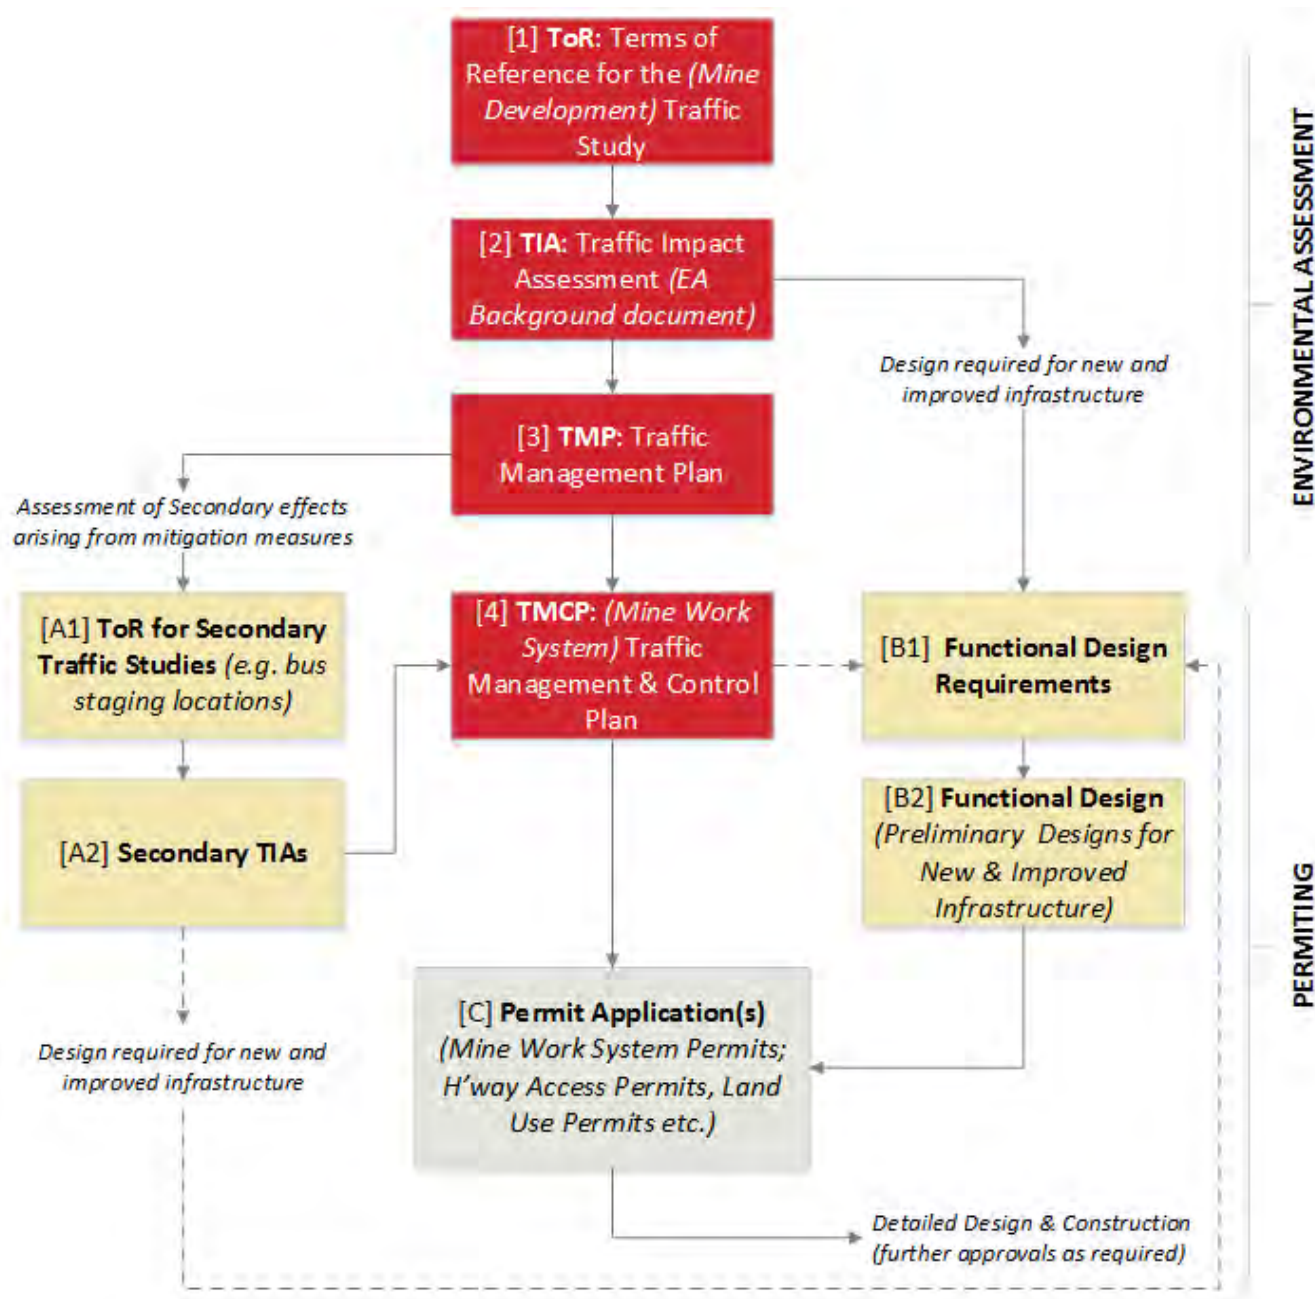 [1] ToR: Terms of
Reference for the (Mine
Development) Traffic
Study
[2] TIA: Traffic Impact
Assessment (EA
Background document)
Design required for new and
improved infrastructure
[3] TMP: Traffic
Management Plan
Assessment of Secondary effects
arising from mitigation measures
ENVIRONMENTAL ASSESSMENT
[A1] ToR for Secondary
Traffic Studies (e.g. bus
staging locations)
[4] TMCP: (Mine Work
System) Traffic
Management & Control
Plan
[B1] Functional Design
Requirements
[A2] Secondary TIAs
[B2] Functional Design
(Preliminary Designs for
New & Improved
Infrastructure)
Design required for new and
improved infrastructure
[C] Permit Application(s)
(Mine Work System Permits;
H'way Access Permits, Land
Use Permits etc.)
PERMITING
Detailed Design & Construction
(further approvals as required)